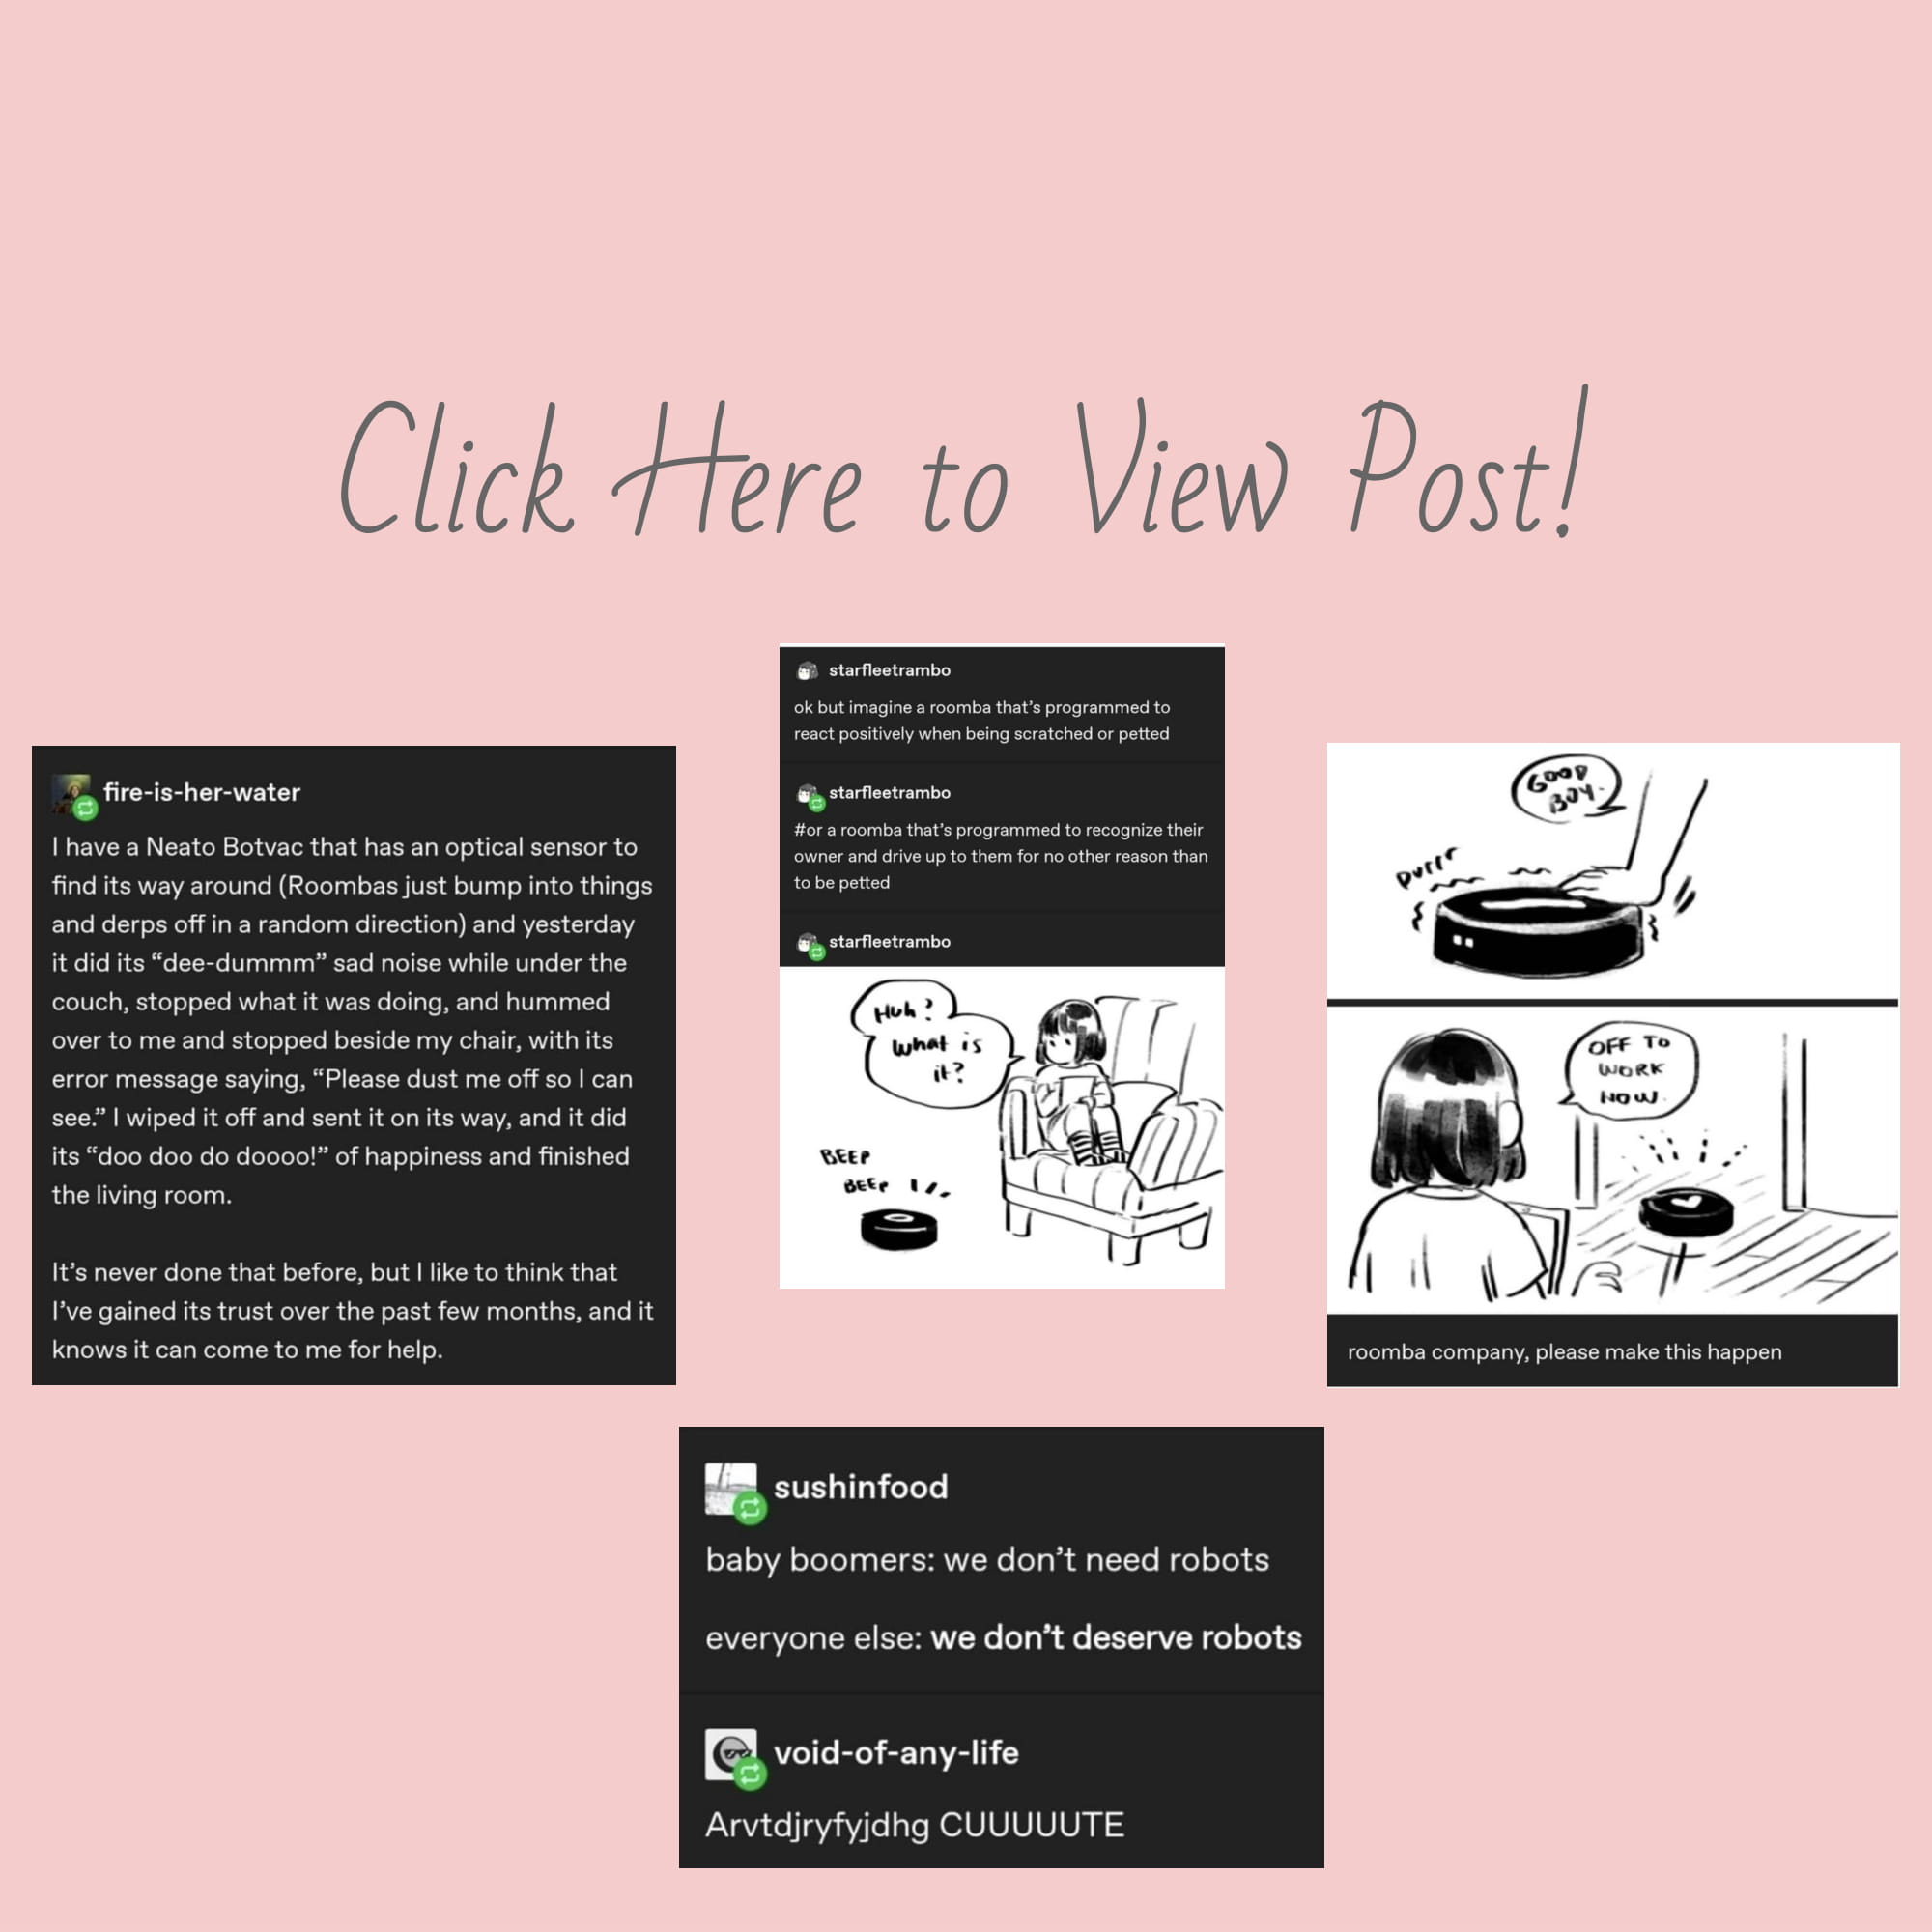 Click Here to View Post!
starfleetrambo
ok but imagine a roomba that’s programmed to
react positively when being scratched or petted
starfleetrambo
#or a roomba that’s programmed to recognize their
owner and drive up to them for no other reason than
to be petted
starfleetrambo
Huh?
What is
it?
BEEP
BEEP
GOOD
BOY.
purrr
OFF TO
WORK
NOW.
roomba company, please make this happen
fire-is-her-water
I have a Neato Botvac that has an optical sensor to
find its way around (Roombas just bump into things
and derps off in a random direction) and yesterday
it did its “dee-dummm” sad noise while under the
couch, stopped what it was doing, and hummed
over to me and stopped beside my chair, with its
error message saying, “Please dust me off so I can
see.” I wiped it off and sent it on its way, and it did
its “doo doo do doooo!” of happiness and finished
the living room.
It’s never done that before, but I like to think that
I’ve gained its trust over the past few months, and it
knows it can come to me for help.
sushinfood
baby boomers: we don’t need robots
everyone else: we don’t deserve robots
void-of-any-life
Arvtdjryfyjdhg CUUUUUTE